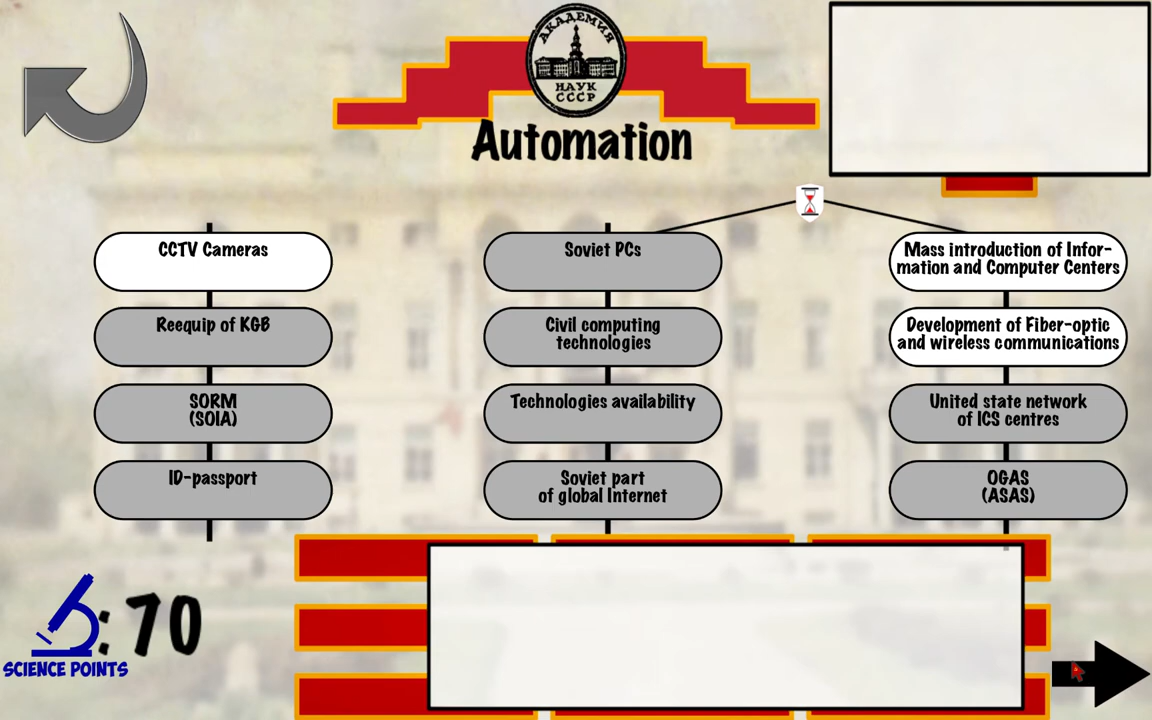 АКАДЕМИЯ
НАУК
СССР
Automation
CCTV Cameras
Soviet PCs
Mass introduction of Infor-
mation and Computer Centers
Reequip of KGB
Civil computing
technologies
Development of Fiber-optic
and wireless communications
SORM
(SOIA)
Technologies availability
United state network
of ICS centres
ID-passport
Soviet part
of global Internet
OGAS
(ASAS)
: 70
SCIENCE POINTS